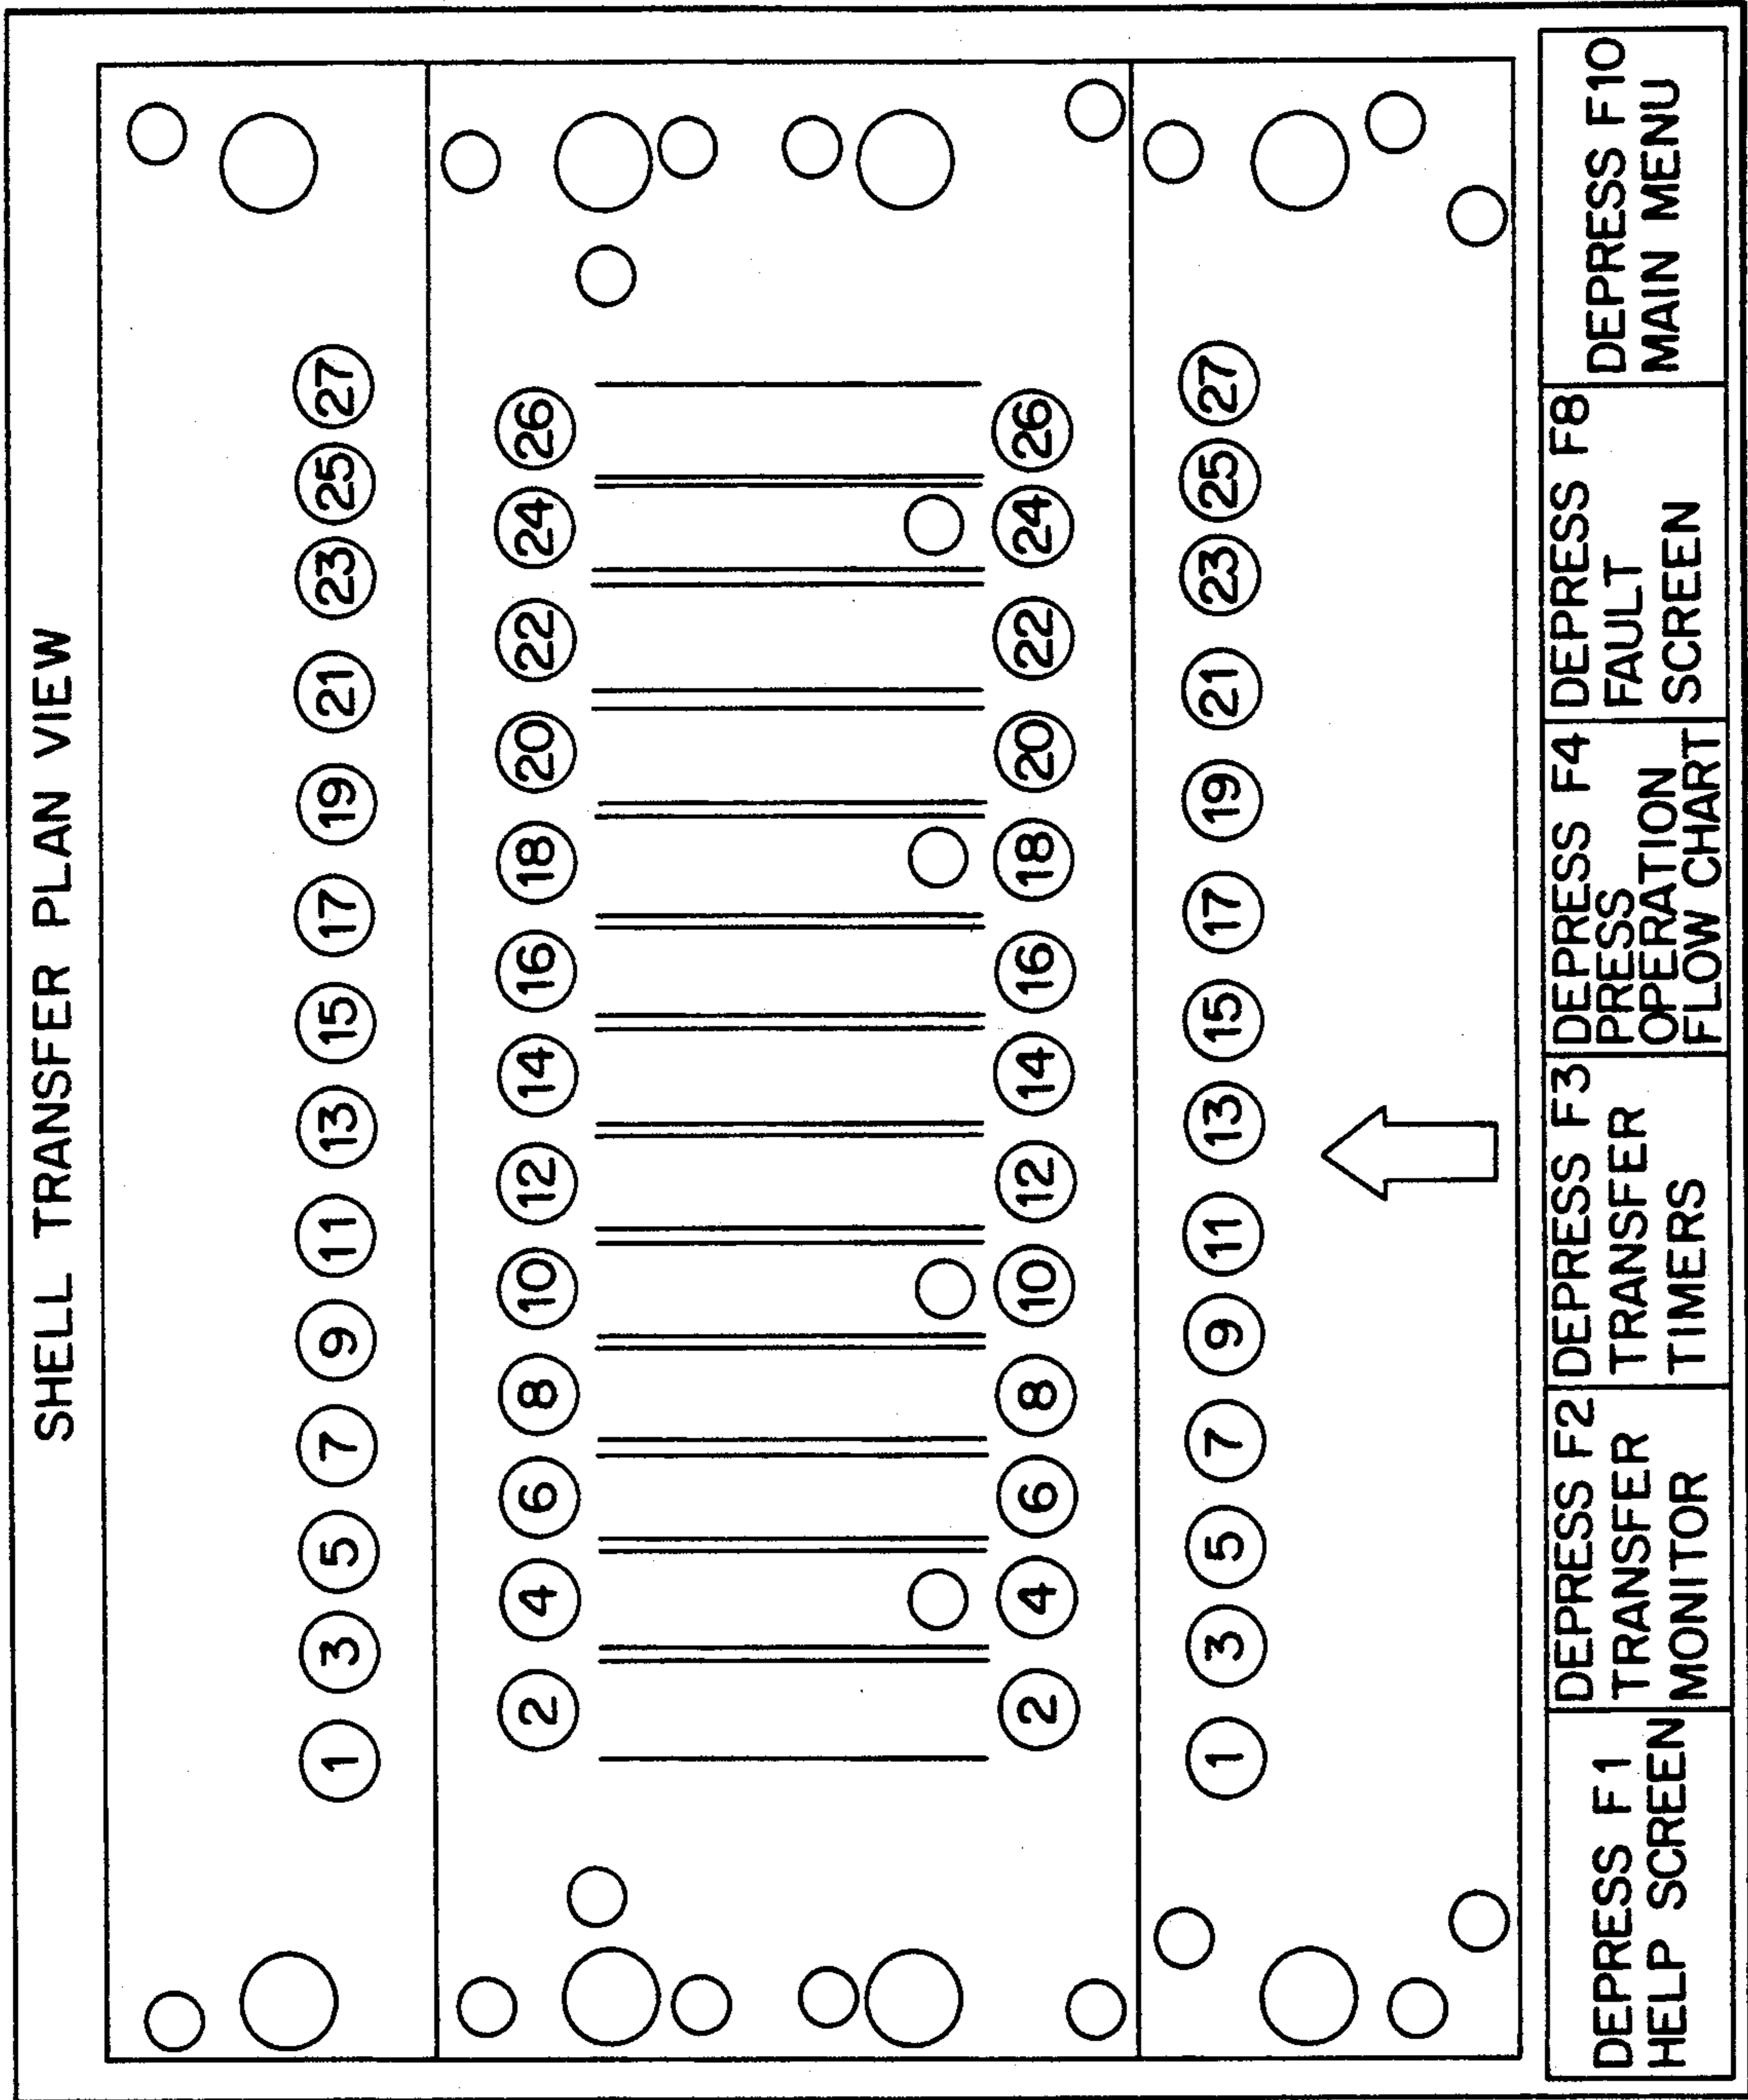 SHELL TRANSFER PLAN VIEW
1 3 5 7 9 11 13 15 17 19 21 23 25 27
2 4 6 8 10 12 14 16 18 20 22 24 26
2 4 6 8 10 12 14 16 18 20 22 24 26
1 3 5 7 9 11 13 15 17 19 21 23 25 27
DEPRESS F1
HELP SCREEN
DEPRESS F2
TRANSFER
MONITOR
DEPRESS F3
TRANSFER
TIMERS
DEPRESS F4
PRESS
OPERATION
FLOW CHART
DEPRESS F8
FAULT
SCREEN
DEPRESS F10
MAIN MENU